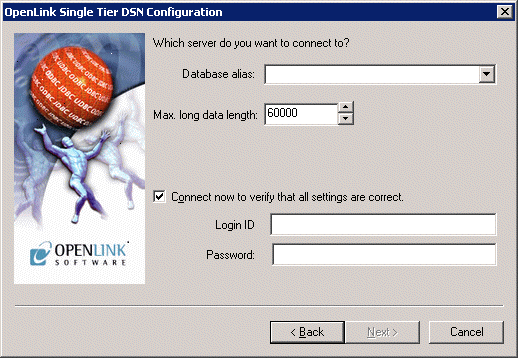 OpenLink Single Tier DSN Configuration
Which server do you want to connect to?
Database alias:
Max. long data length: 60000
Connect now to verify that all settings are correct.
Login ID
Password:
UDBC JDBC ODBC
OPENLINK
SOFTWARE
< Back
Next >
Cancel